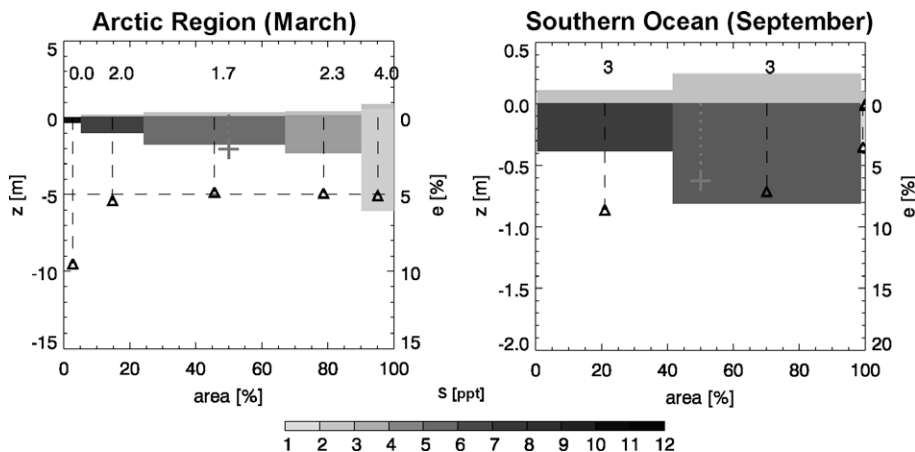 Arctic Region (March) Southern Ocean (September)
5 0.5
0.0 2.0 1.7 2.3 4.0 3 3
0 0 0.0 0
-5 5 -0.5 5
z [m] e [%] z [m] e [%]
-1.0 10
-10 10
-1.5 15
-15 15 -2.0 20
0 20 40 60 80 100 0 20 40 60 80 100
area [%] S [ppt] area [%]
1 2 3 4 5 6 7 8 9 10 11 12